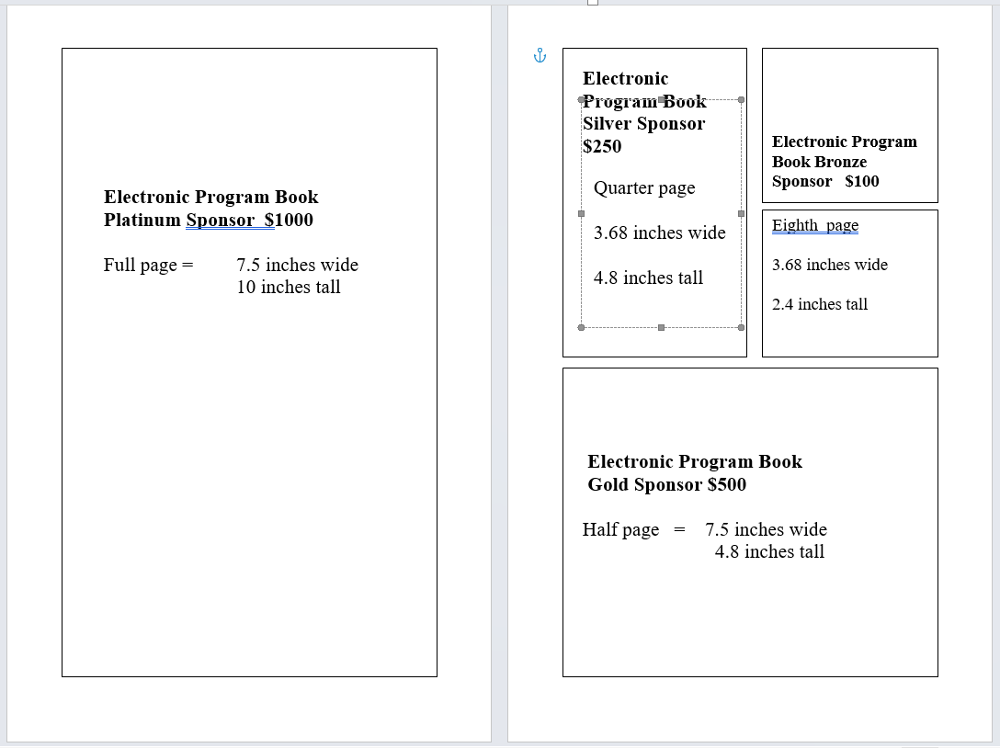 Electronic Program Book
Platinum Sponsor  $1000
Full page =   7.5 inches wide
10 inches tall
Electronic
Program Book
Silver Sponsor
$250
Quarter page
3.68 inches wide
4.8 inches tall
Electronic Program
Book Bronze
Sponsor   $100
Eighth  page
3.68 inches wide
2.4 inches tall
Electronic Program Book
Gold Sponsor $500
Half page   =    7.5 inches wide
4.8 inches tall